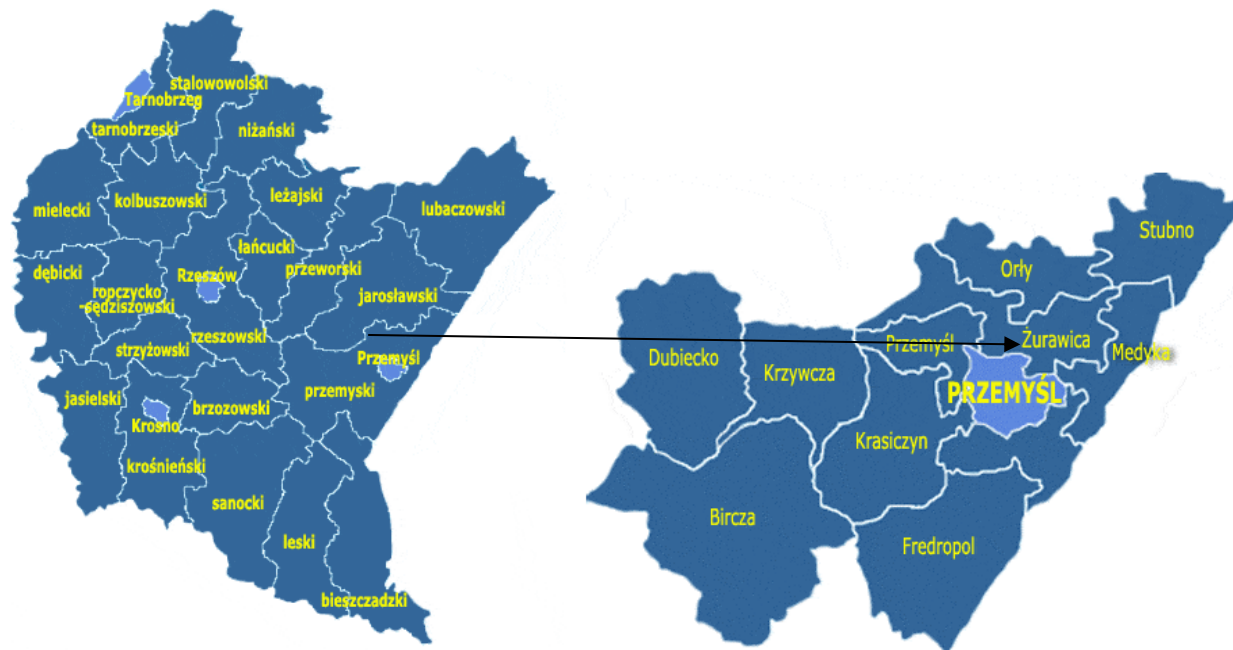 stalowowolski
Tarnobrzeg
tarnobrzeski
niżański
mielecki
kolbuszowski
leżajski
lubaczowski
dębicki
Rzeszów
łańcucki
przeworski
ropczycko
-sędziszowski
jarosławski
strzyżowski
rzeszowski
Przemyśl
jasielski
Krosno
brzozowski
przemyski
krośnieński
sanocki
leski
bieszczadzki
Stubno
Orły
Dubiecko
Krzywcza
Przemyśl
Żurawica
Medyka
PRZEMYŚL
Krasiczyn
Bircza
Fredropol